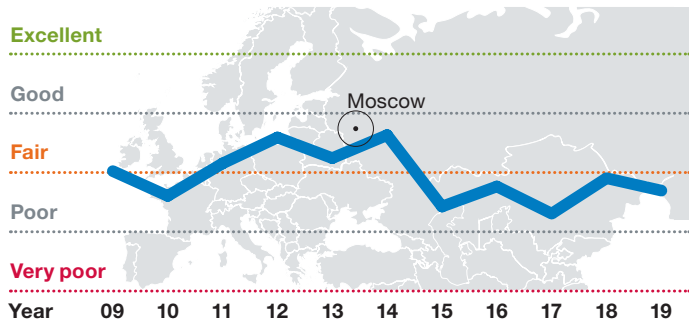 Excellent
Good
Moscow
Fair
Poor
Very poor
Year 09 10 11 12 13 14 15 16 17 18 19